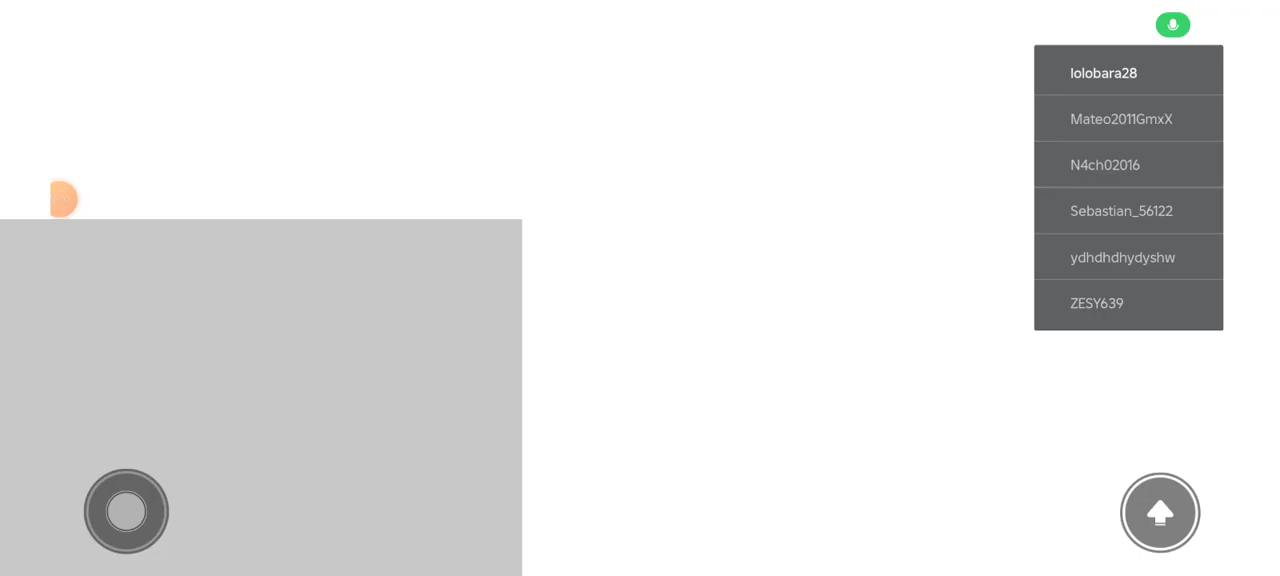 lolobara28
Mateo2011GmxX
N4ch02016
Sebastian_56122
ydhdhdhydyshw
ZESY639